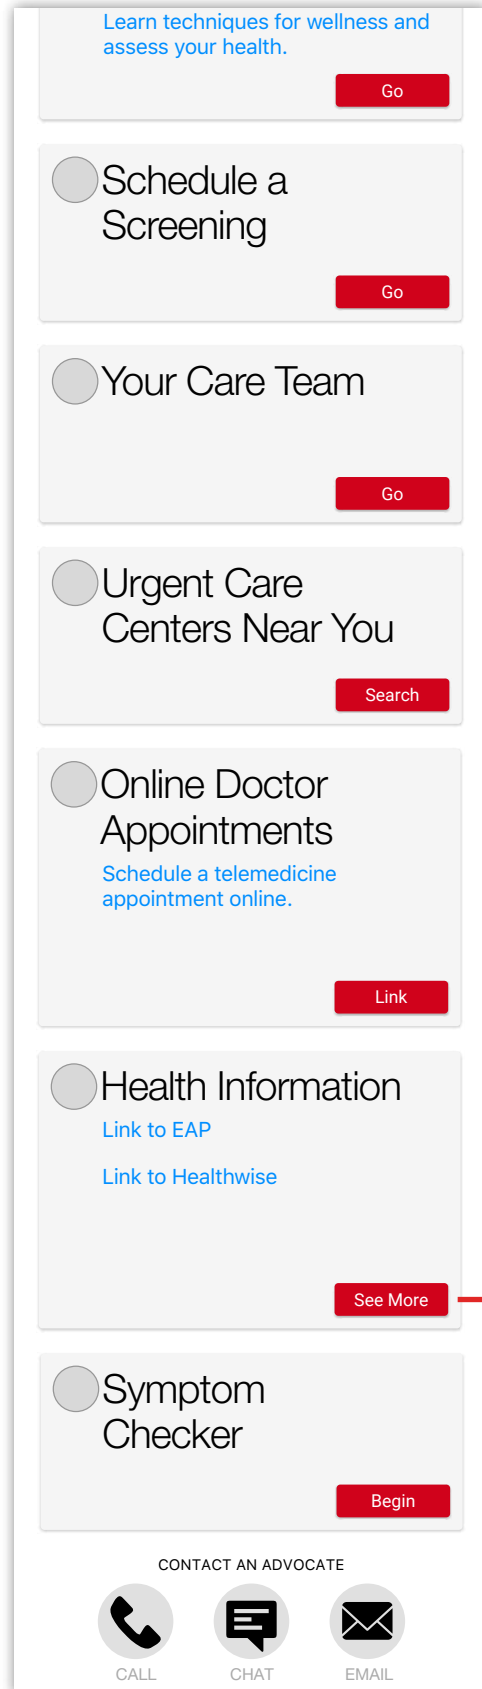 Learn techniques for wellness and
assess your health.
Go
Schedule a
Screening
Go
Your Care Team
Go
Urgent Care
Centers Near You
Search
Online Doctor
Appointments
Schedule a telemedicine
appointment online.
Link
Health Information
Link to EAP
Link to Healthwise
See More
Symptom
Checker
Begin
CONTACT AN ADVOCATE
CALL
CHAT
EMAIL